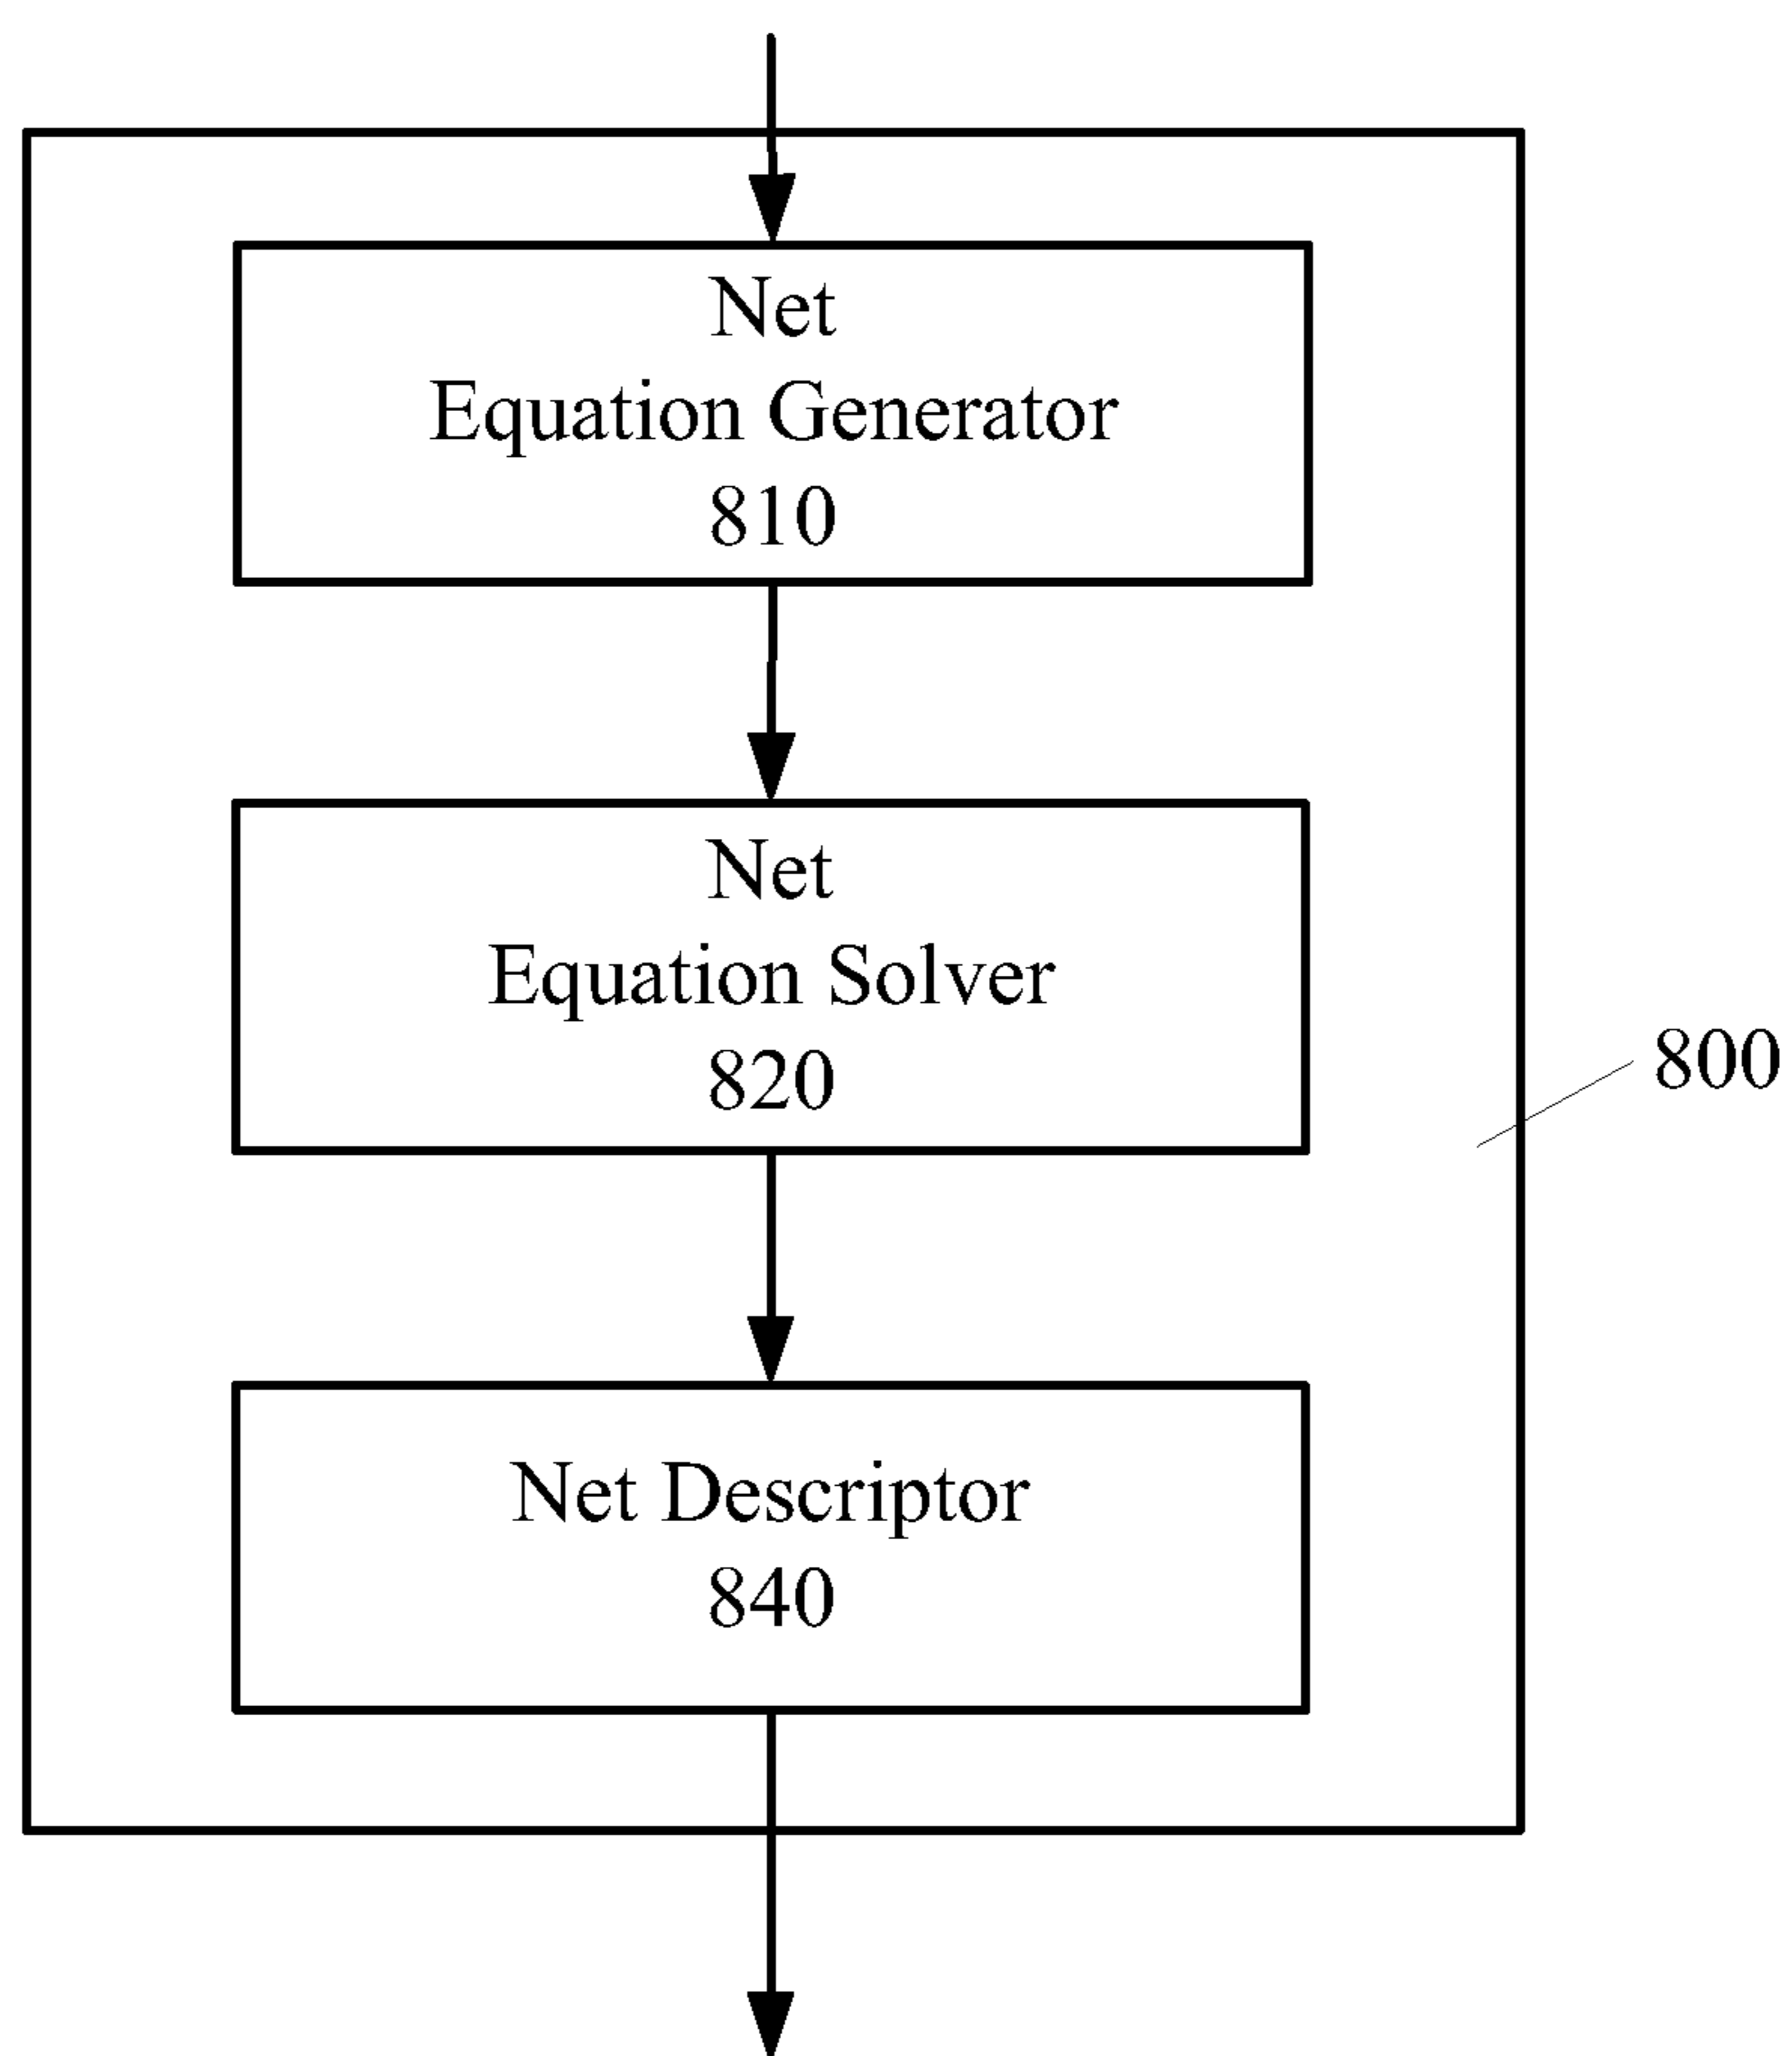 Net
Equation Generator
810
Net
Equation Solver
820
800
Net Descriptor
840